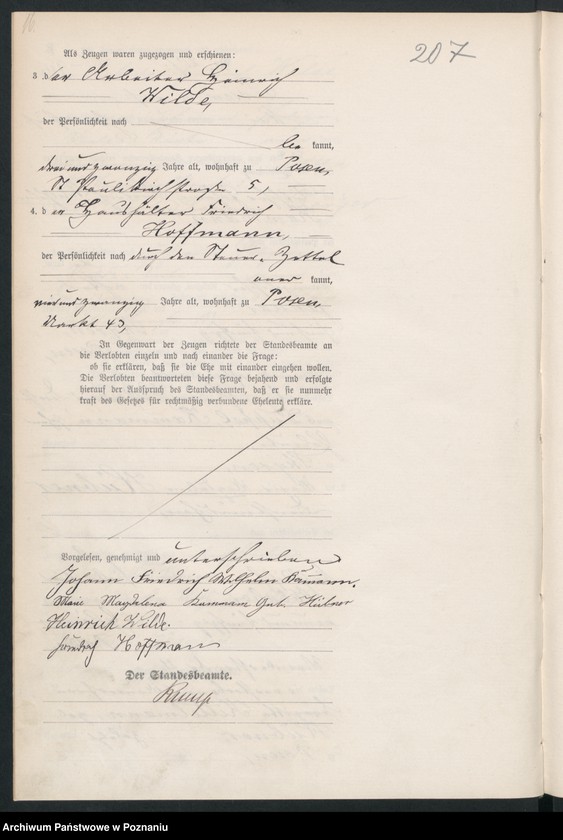 207
Als Zeugen waren zugezogen und erschienen:
3. der Arbeiter Heinrich
Wilde,
der Persönlichkeit nach
be kannt,
dreiundzwanzig Jahre alt, wohnhaft zu Posen,
St Paulikirchstraße 5,
4. der Haushälter Friedrich
Hoffmann,
der Persönlichkeit nach durch den Steuer-Zettel
aner kannt,
vierundzwanzig Jahre alt, wohnhaft zu Posen,
Markt 43,
In Gegenwart der Zeugen richtete der Standesbeamte an
die Verlobten einzeln und nach einander die Frage:
ob sie erklären, daß sie die Ehe mit einander eingehen wollen.
Die Verlobten beantworteten diese Frage bejahend und erfolgte
hierauf der Ausspruch des Standesbeamten, daß er sie nunmehr
kraft des Gesetzes für rechtmäßig verbundene Eheleute erkläre.
Vorgelesen, genehmigt und unterschrieben
Johann Friedrich Wilhelm
Marie Magdalena Geb. Hübner
Heinrich Wilde.
Friedrich Hoffmann
Der Standesbeamte.
Archiwum Państwowe w Poznaniu